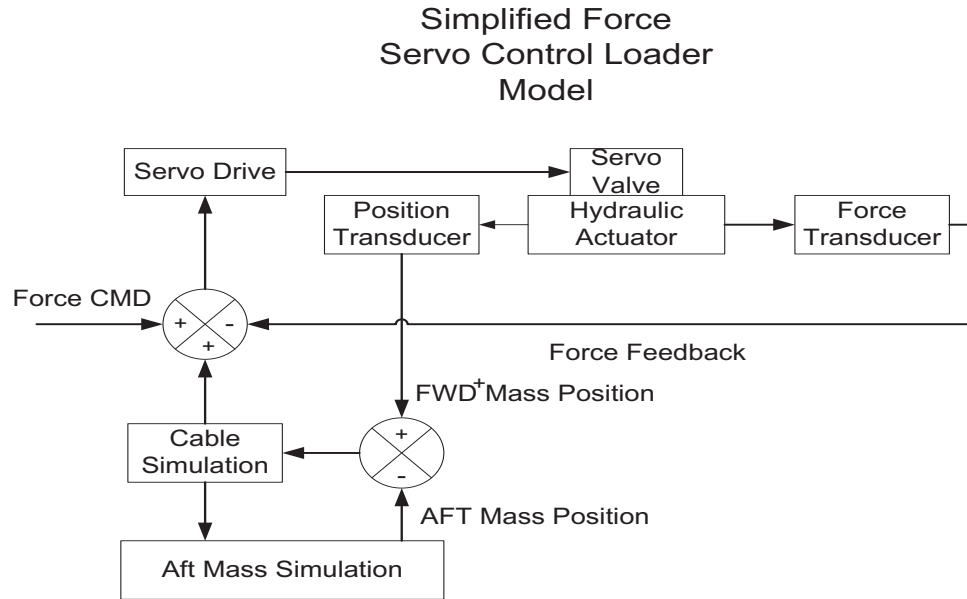 Simplified Force
Servo Control Loader
Model
Servo Drive
Servo
Valve
Position
Transducer
Hydraulic
Actuator
Force
Transducer
Force CMD
+
-
+
Force Feedback
FWD+Mass Position
Cable
Simulation
+
-
AFT Mass Position
Aft Mass Simulation